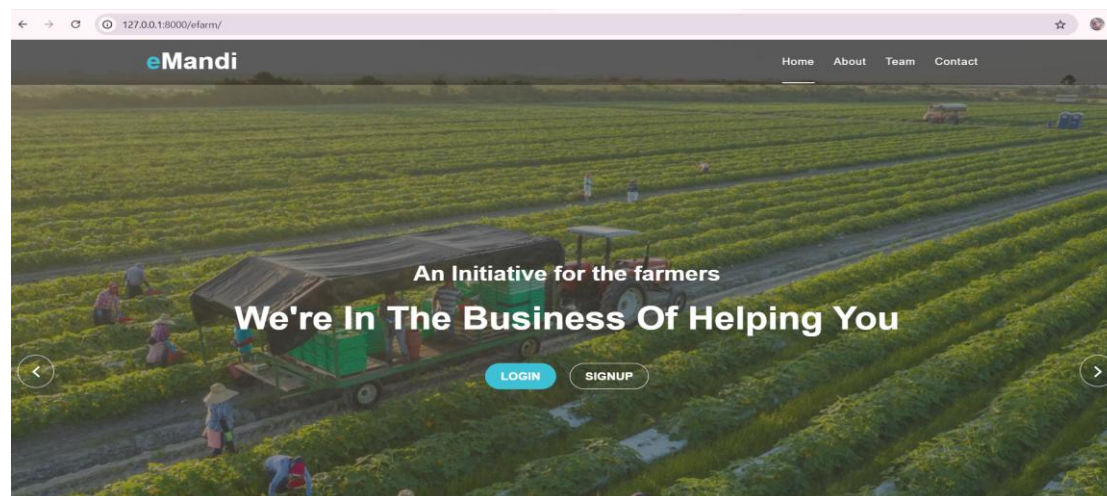 127.0.0.1:8000/efarm/
eMandi
Home About Team Contact
An Initiative for the farmers
We're In The Business Of Helping You
LOGIN SIGNUP